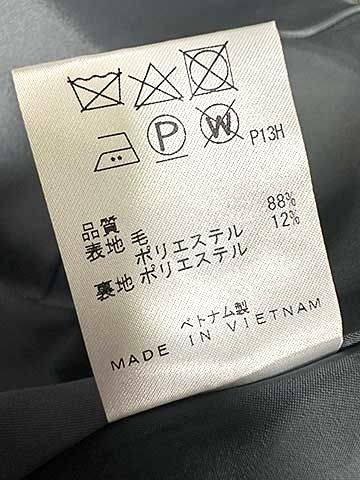 P W P13H
品質
表地 毛 88%
ポリエステル 12%
裏地 ポリエステル
ベトナム製
MADE IN VIETNAM